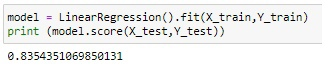 model = LinearRegression().fit(X_train,Y_train)
print (model.score(X_test,Y_test))
0.8354351069850131